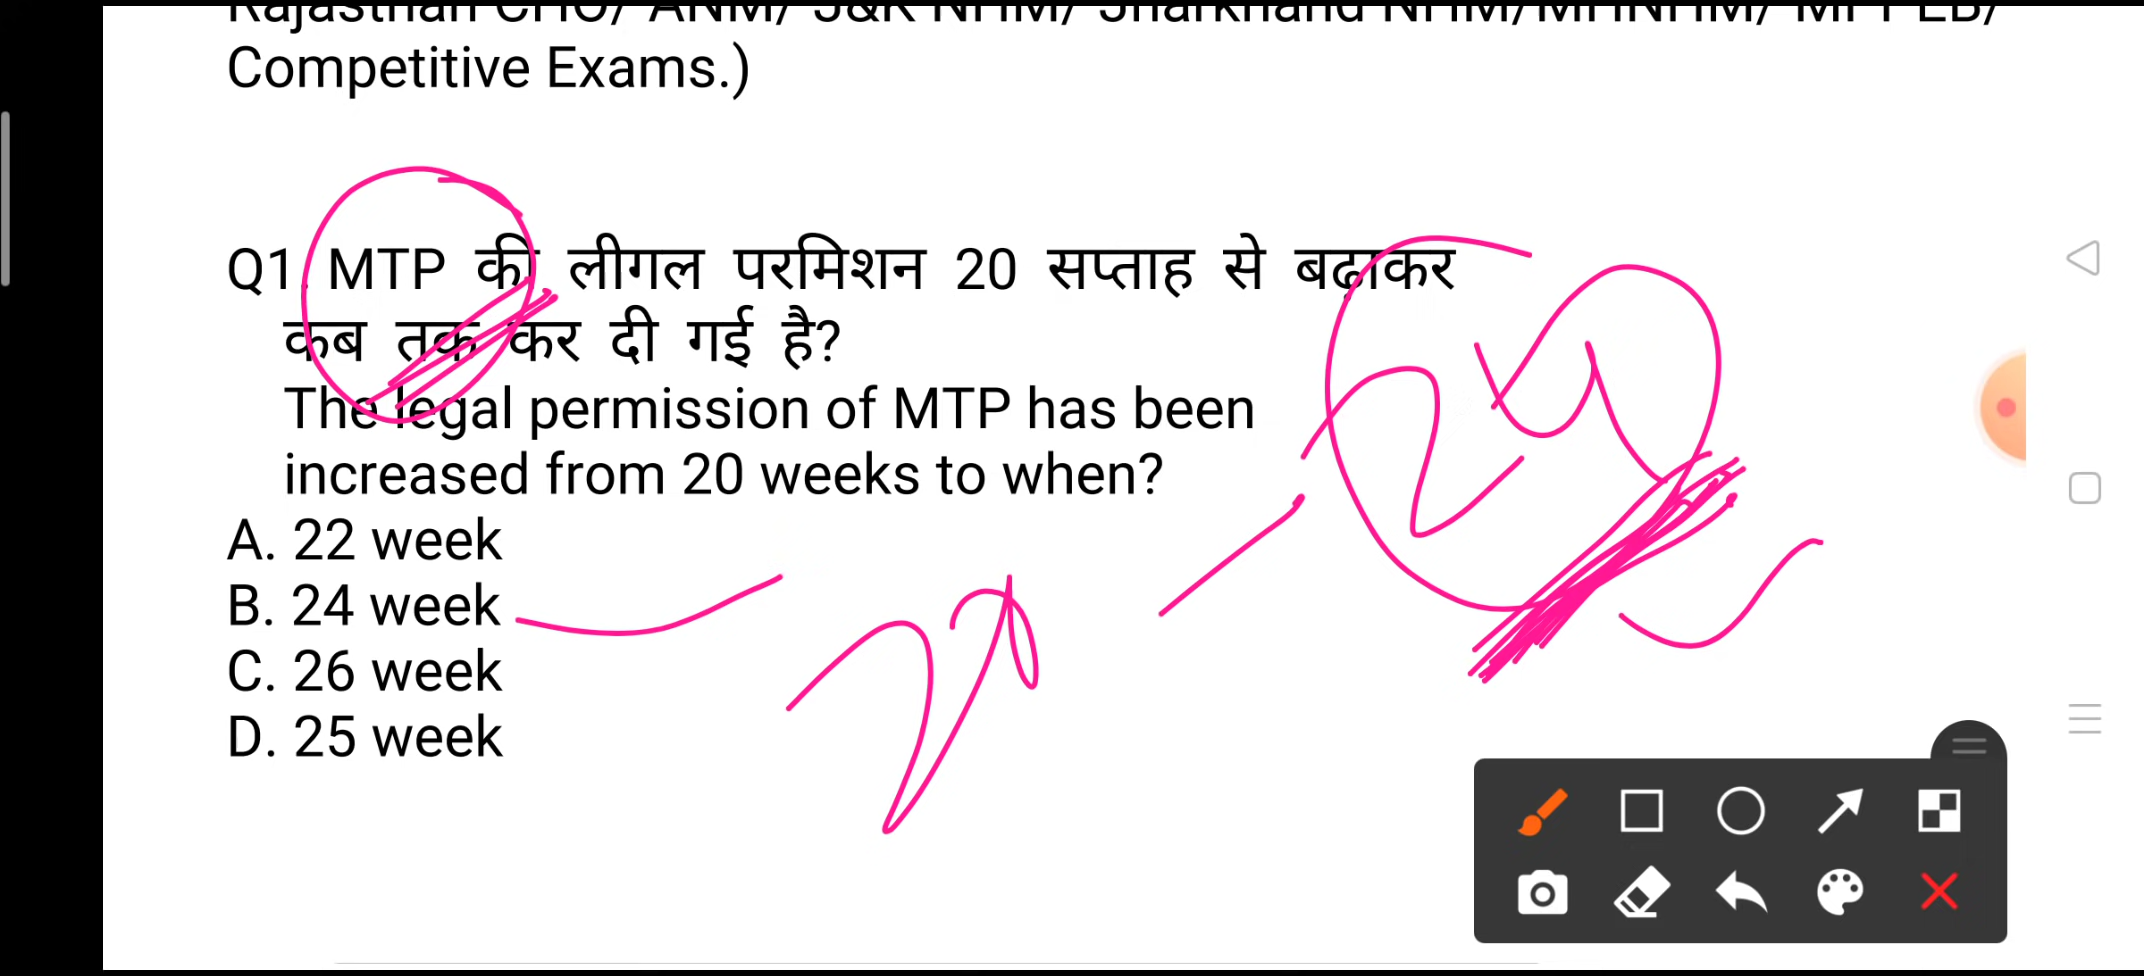 Competitive Exams.)
Q1. MTP की लीगल परमिशन 20 सप्ताह से बढ़ाकर
कब तक कर दी गई है?
The legal permission of MTP has been
increased from 20 weeks to when?
A. 22 week
B. 24 week
C. 26 week
D. 25 week
24